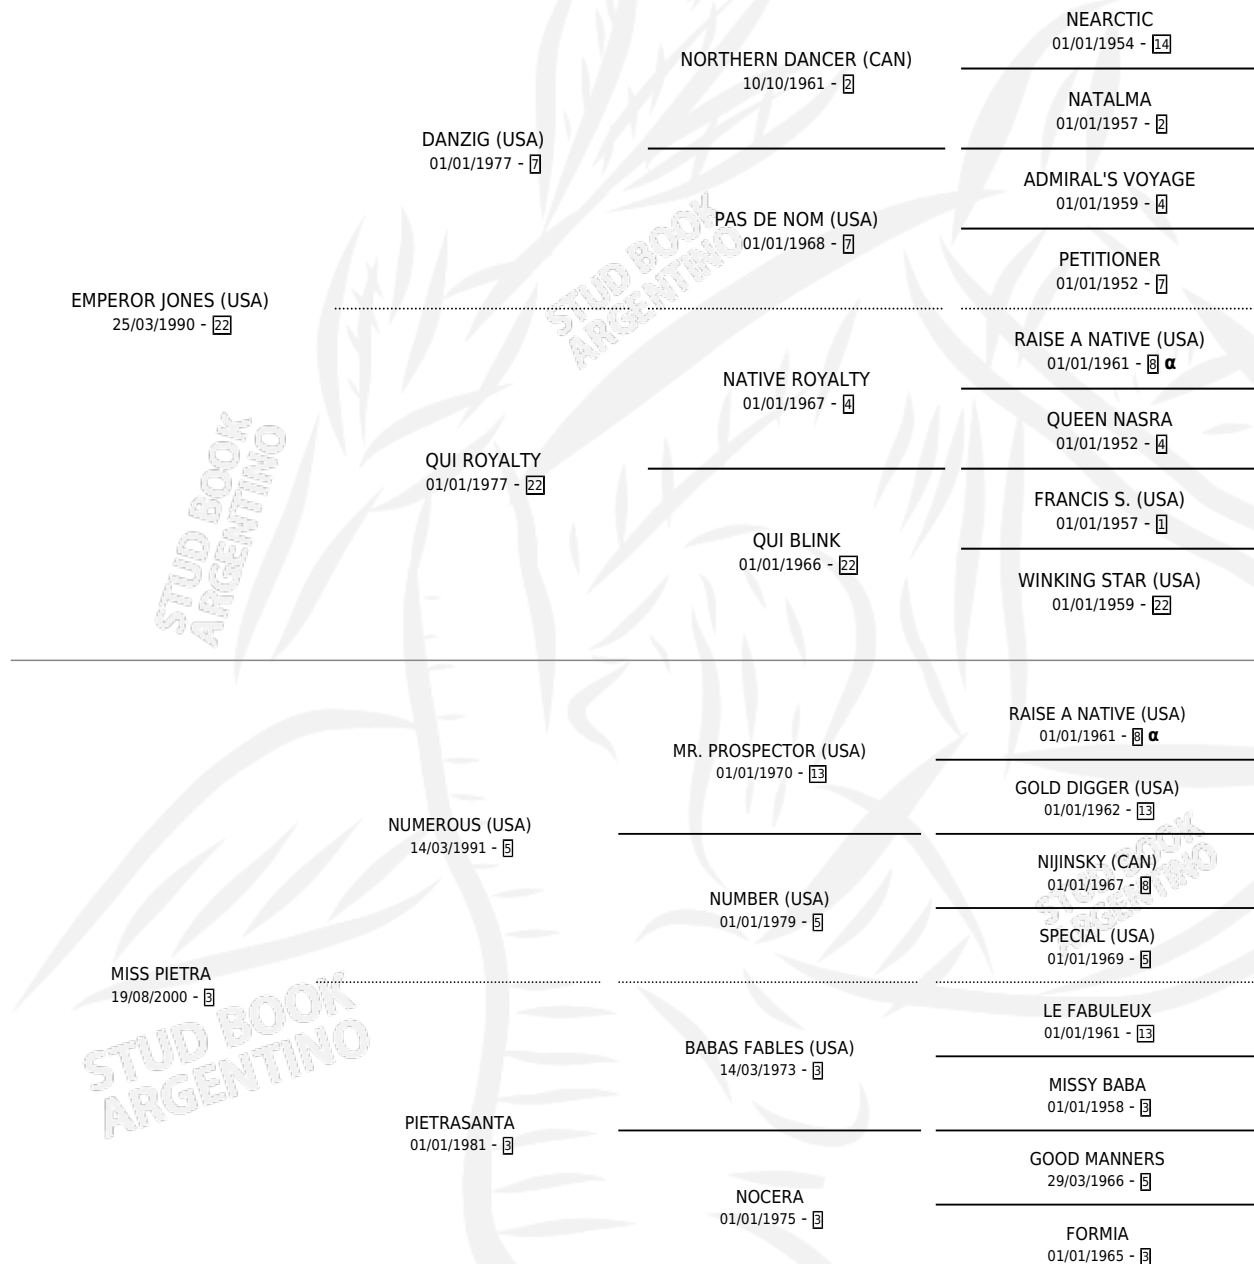 NEARCTIC
01/01/1954 - 14
NORTHERN DANCER (CAN)
10/10/1961 - 2
NATALMA
01/01/1957 - 2
DANZIG (USA)
01/01/1977 - 7
ADMIRAL'S VOYAGE
01/01/1959 - 4
PAS DE NOM (USA)
01/01/1968 - 7
PETITIONER
01/01/1952 - 7
EMPEROR JONES (USA)
25/03/1990 - 22
RAISE A NATIVE (USA)
01/01/1961 - 8 α
NATIVE ROYALTY
01/01/1967 - 4
QUEEN NASRA
01/01/1952 - 4
QUI ROYALTY
01/01/1977 - 22
FRANCIS S. (USA)
01/01/1957 - 1
QUI BLINK
01/01/1966 - 22
WINKING STAR (USA)
01/01/1959 - 22
RAISE A NATIVE (USA)
01/01/1961 - 8 α
MR. PROSPECTOR (USA)
01/01/1970 - 13
GOLD DIGGER (USA)
01/01/1962 - 13
NUMEROUS (USA)
14/03/1991 - 5
NIJINSKY (CAN)
01/01/1967 - 8
NUMBER (USA)
01/01/1979 - 5
SPECIAL (USA)
01/01/1969 - 5
MISS PIETRA
19/08/2000 - 3
LE FABULEUX
01/01/1961 - 13
BABAS FABLES (USA)
14/03/1973 - 3
MISSY BABA
01/01/1958 - 3
PIETRASANTA
01/01/1981 - 3
GOOD MANNERS
29/03/1966 - 5
NOCERA
01/01/1975 - 3
FORMIA
01/01/1965 - 3
STUD BOOK
ARGENTINO
STUD BOOK
ARGENTINO
STUD BOOK
ARGENTINO
STUD BOOK
ARGENTINO